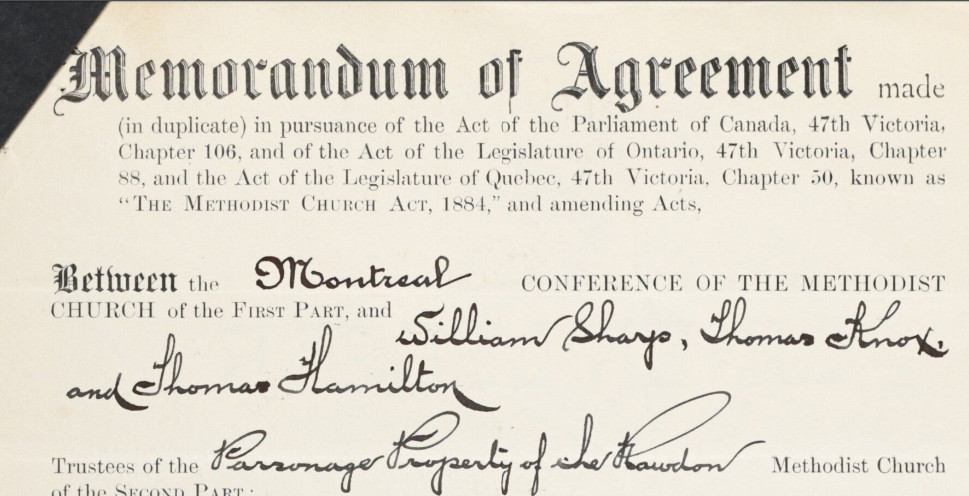 Memorandum of Agreement made
(in duplicate) in pursuance of the Act of the Parliament of Canada, 47th Victoria,
Chapter 106, and of the Act of the Legislature of Ontario, 47th Victoria, Chapter
88, and the Act of the Legislature of Quebec, 47th Victoria, Chapter 50, known as
“THE METHODIST CHURCH ACT, 1884,” and amending Acts,
Between the Montreal CONFERENCE OF THE METHODIST
CHURCH of the FIRST PART, and William Sharp, Thomas Knox.
and Thomas Hamilton
Trustees of the Parsonage Property of the Rawdon Methodist Church
of the SECOND PART: